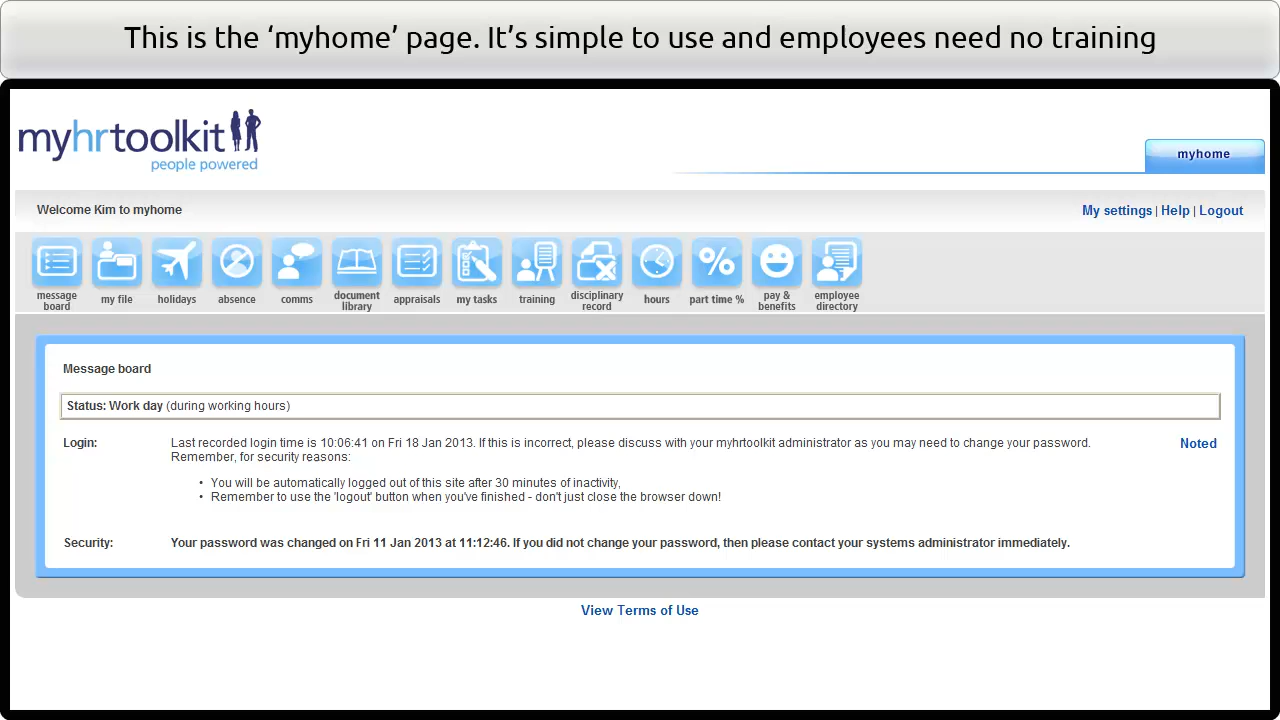 This is the ‘myhome’ page. It’s simple to use and employees need no training
myhrtoolkit
people powered
myhome
Welcome Kim to myhome
My settings | Help | Logout
message board
my file
holidays
absence
comms
document library
appraisals
my tasks
training
disciplinary record
hours
part time %
pay & benefits
employee directory
Message board
Status: Work day (during working hours)
Login: Last recorded login time is 10:06:41 on Fri 18 Jan 2013. If this is incorrect, please discuss with your myhrtoolkit administrator as you may need to change your password. Noted
Remember, for security reasons:
• You will be automatically logged out of this site after 30 minutes of inactivity,
• Remember to use the 'logout' button when you've finished - don't just close the browser down!
Security: Your password was changed on Fri 11 Jan 2013 at 11:12:46. If you did not change your password, then please contact your systems administrator immediately.
View Terms of Use